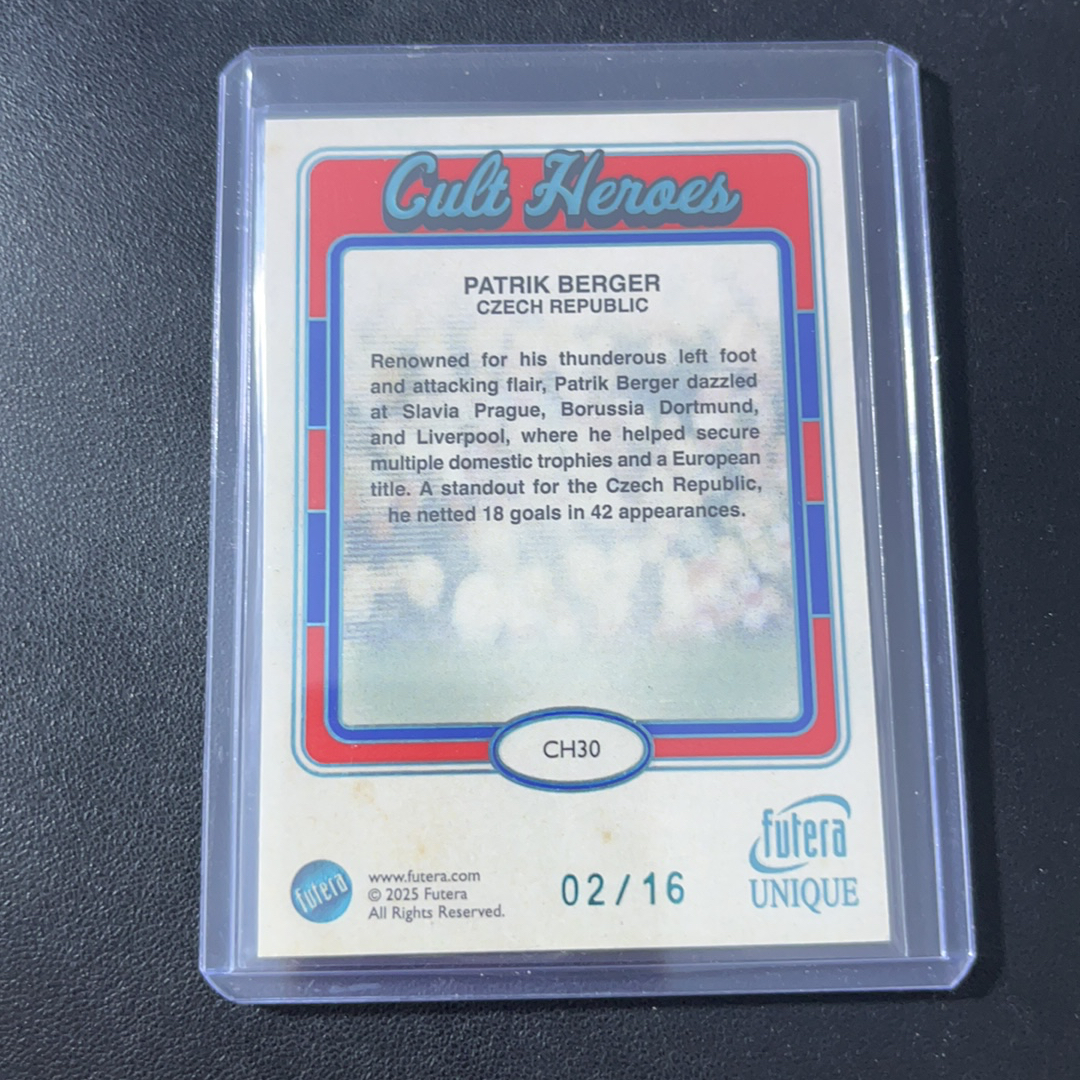 Cult Heroes
PATRIK BERGER
CZECH REPUBLIC
Renowned for his thunderous left foot
and attacking flair, Patrik Berger dazzled
at Slavia Prague, Borussia Dortmund,
and Liverpool, where he helped secure
multiple domestic trophies and a European
title. A standout for the Czech Republic,
he netted 18 goals in 42 appearances.
CH30
futera
www.futera.com
© 2025 Futera
All Rights Reserved.
02/16
futera
UNIQUE